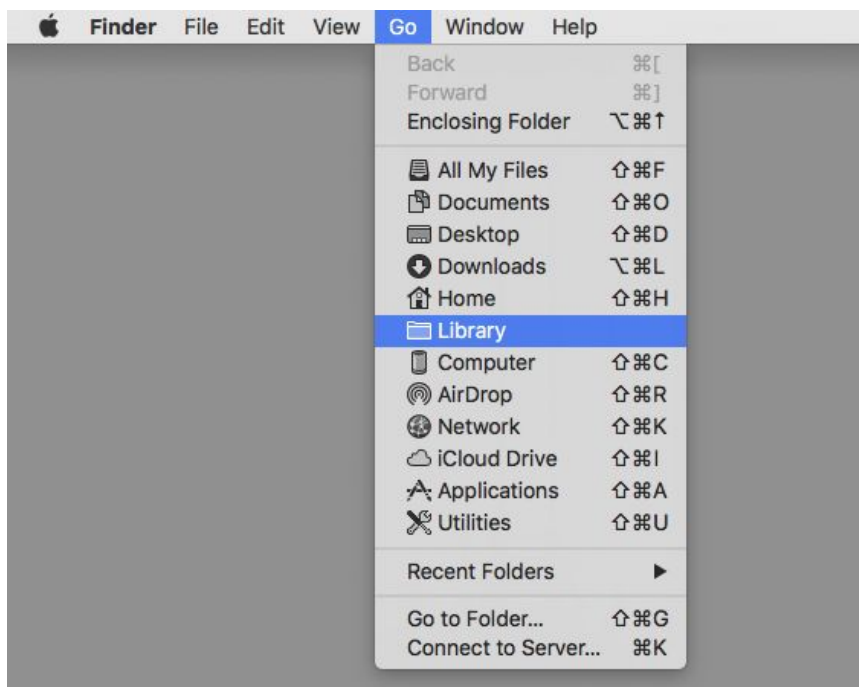 Finder File Edit View Go Window Help
Back ⌘[
Forward ⌘]
Enclosing Folder ⌥⌘↑
All My Files ⇧⌘F
Documents ⇧⌘O
Desktop ⇧⌘D
Downloads ⌥⌘L
Home ⇧⌘H
Library
Computer ⇧⌘C
AirDrop ⇧⌘R
Network ⇧⌘K
iCloud Drive ⇧⌘I
Applications ⇧⌘A
Utilities ⇧⌘U
Recent Folders ▶
Go to Folder... ⇧⌘G
Connect to Server... ⌘K